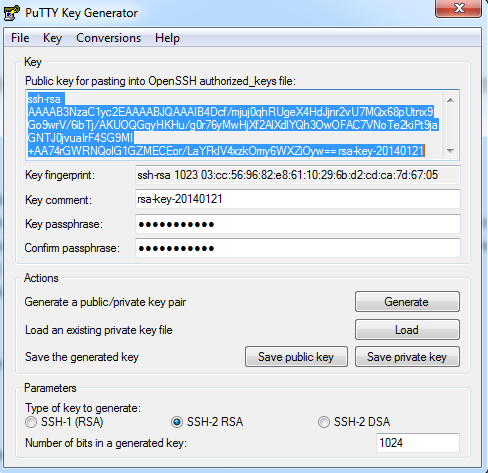 PuTTY Key Generator
File Key Conversions Help
Key
Public key for pasting into OpenSSH authorized_keys file:
ssh-rsa
AAAAB3NzaC1yc2EAAAABJQAAAIB4Dcf/mjuj0qhRUgeX4HdJjnr2vU7MQx68pUtnx9
Go9wrV/6ibTj/AKUOQGqyHKHu/g0r76yMwHjXf2AIXdlYQh3OwOFAC7VNoTe2kiPt9ja
GNTJ0jvuaIrF4SG9MI
+AA74rGWRNQolG1GZMECEor/LaYFkIV4xzkOmy6WXZiOyw== rsa-key-20140121
Key fingerprint: ssh-rsa 1023 03:cc:56:96:82:e8:61:10:29:6b:d2:cd:ca:7d:67:05
Key comment: rsa-key-20140121
Key passphrase: ●●●●●●●●●●●
Confirm passphrase: ●●●●●●●●●●●
Actions
Generate a public/private key pair Generate
Load an existing private key file Load
Save the generated key Save public key Save private key
Parameters
Type of key to generate:
SSH-1 (RSA) SSH-2 RSA SSH-2 DSA
Number of bits in a generated key: 1024